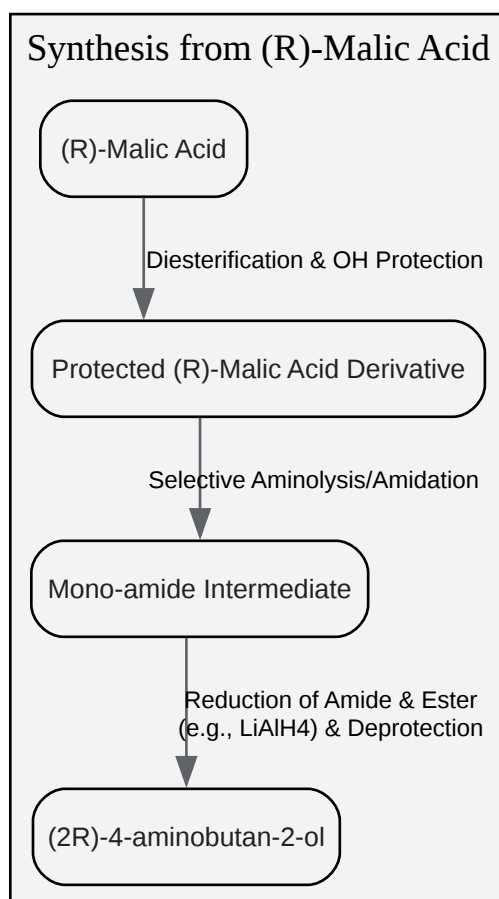 Synthesis from (R)-Malic Acid
(R)-Malic Acid
Diesterification & OH Protection
Protected (R)-Malic Acid Derivative
Selective Aminolysis/Amidation
Mono-amide Intermediate
Reduction of Amide & Ester
(e.g., LiAlH4) & Deprotection
(2R)-4-aminobutan-2-ol